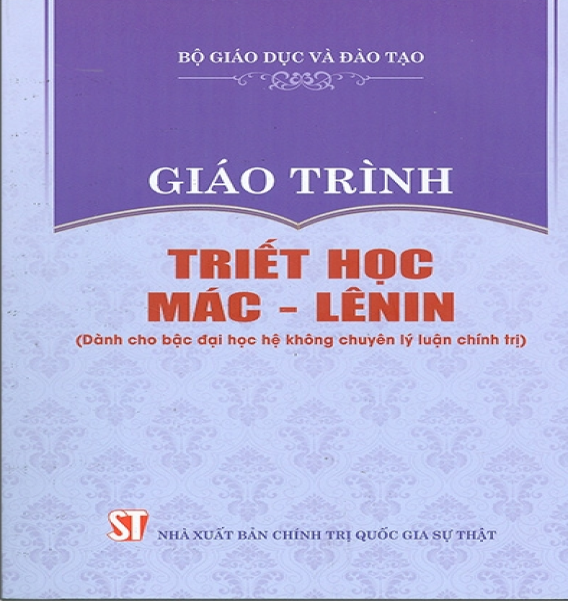 BỘ GIÁO DỤC VÀ ĐÀO TẠO
GIÁO TRÌNH
TRIẾT HỌC
MÁC - LÊNIN
(Dành cho bậc đại học hệ không chuyên lý luận chính trị)
ST
NHÀ XUẤT BẢN CHÍNH TRỊ QUỐC GIA SỰ THẬT